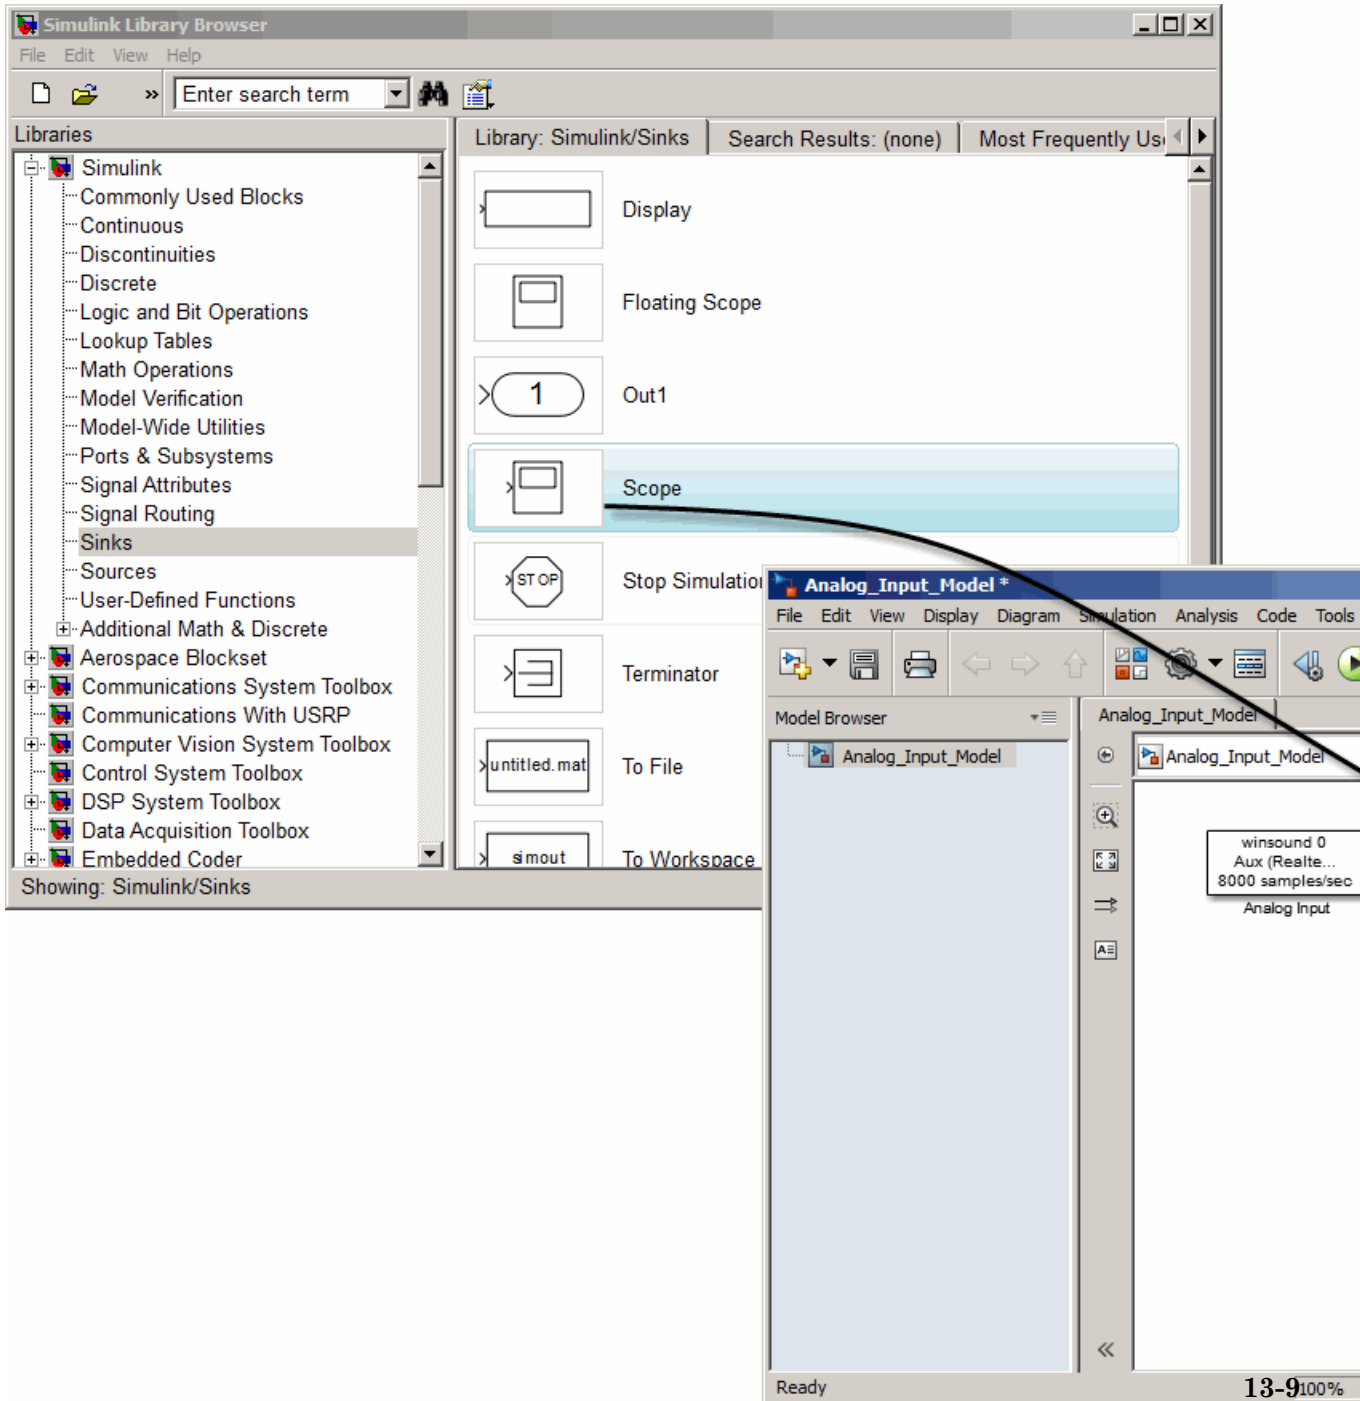 Simulink Library Browser
File Edit View Help
» Enter search term
Libraries
Library: Simulink/Sinks Search Results: (none) Most Frequently
Simulink
Commonly Used Blocks
Continuous
Discontinuities
Discrete
Logic and Bit Operations
Lookup Tables
Math Operations
Model Verification
Model-Wide Utilities
Ports & Subsystems
Signal Attributes
Signal Routing
Sinks
Sources
User-Defined Functions
Additional Math & Discrete
Aerospace Blockset
Communications System Toolbox
Communications With USRP
Computer Vision System Toolbox
Control System Toolbox
DSP System Toolbox
Data Acquisition Toolbox
Embedded Coder
Display
Floating Scope
1 Out1
Scope
STOP Stop Simulation
Terminator
untitled.mat To File
simout To Workspace
Showing: Simulink/Sinks
Analog_Input_Model *
File Edit View Display Diagram Simulation Analysis Code Tools
Model Browser
Analog_Input_Model
Analog_Input_Model
Analog_Input_Model
winsound 0
Aux (Realte...
8000 samples/sec
Analog Input
Ready
13-9
100%